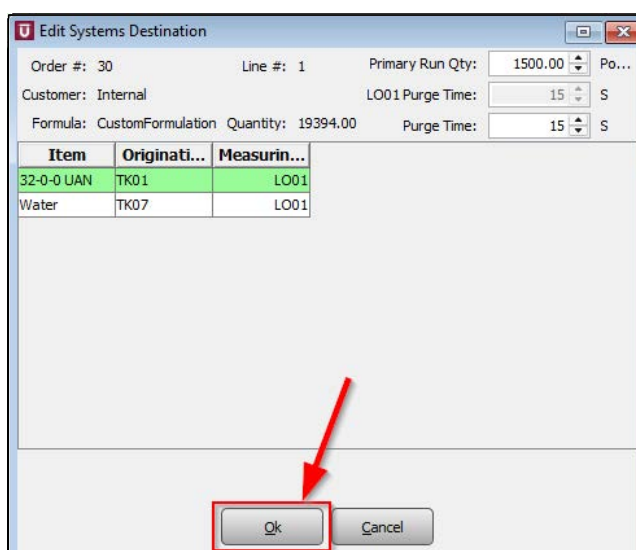 Edit Systems Destination
Order #: 30 Line #: 1 Primary Run Qty: 1500.00 Po...
Customer: Internal LO01 Purge Time: 15 S
Formula: CustomFormulation Quantity: 19394.00 Purge Time: 15 S
Item Originati... Measurin...
32-0-0 UAN TK01 LO01
Water TK07 LO01
Ok Cancel